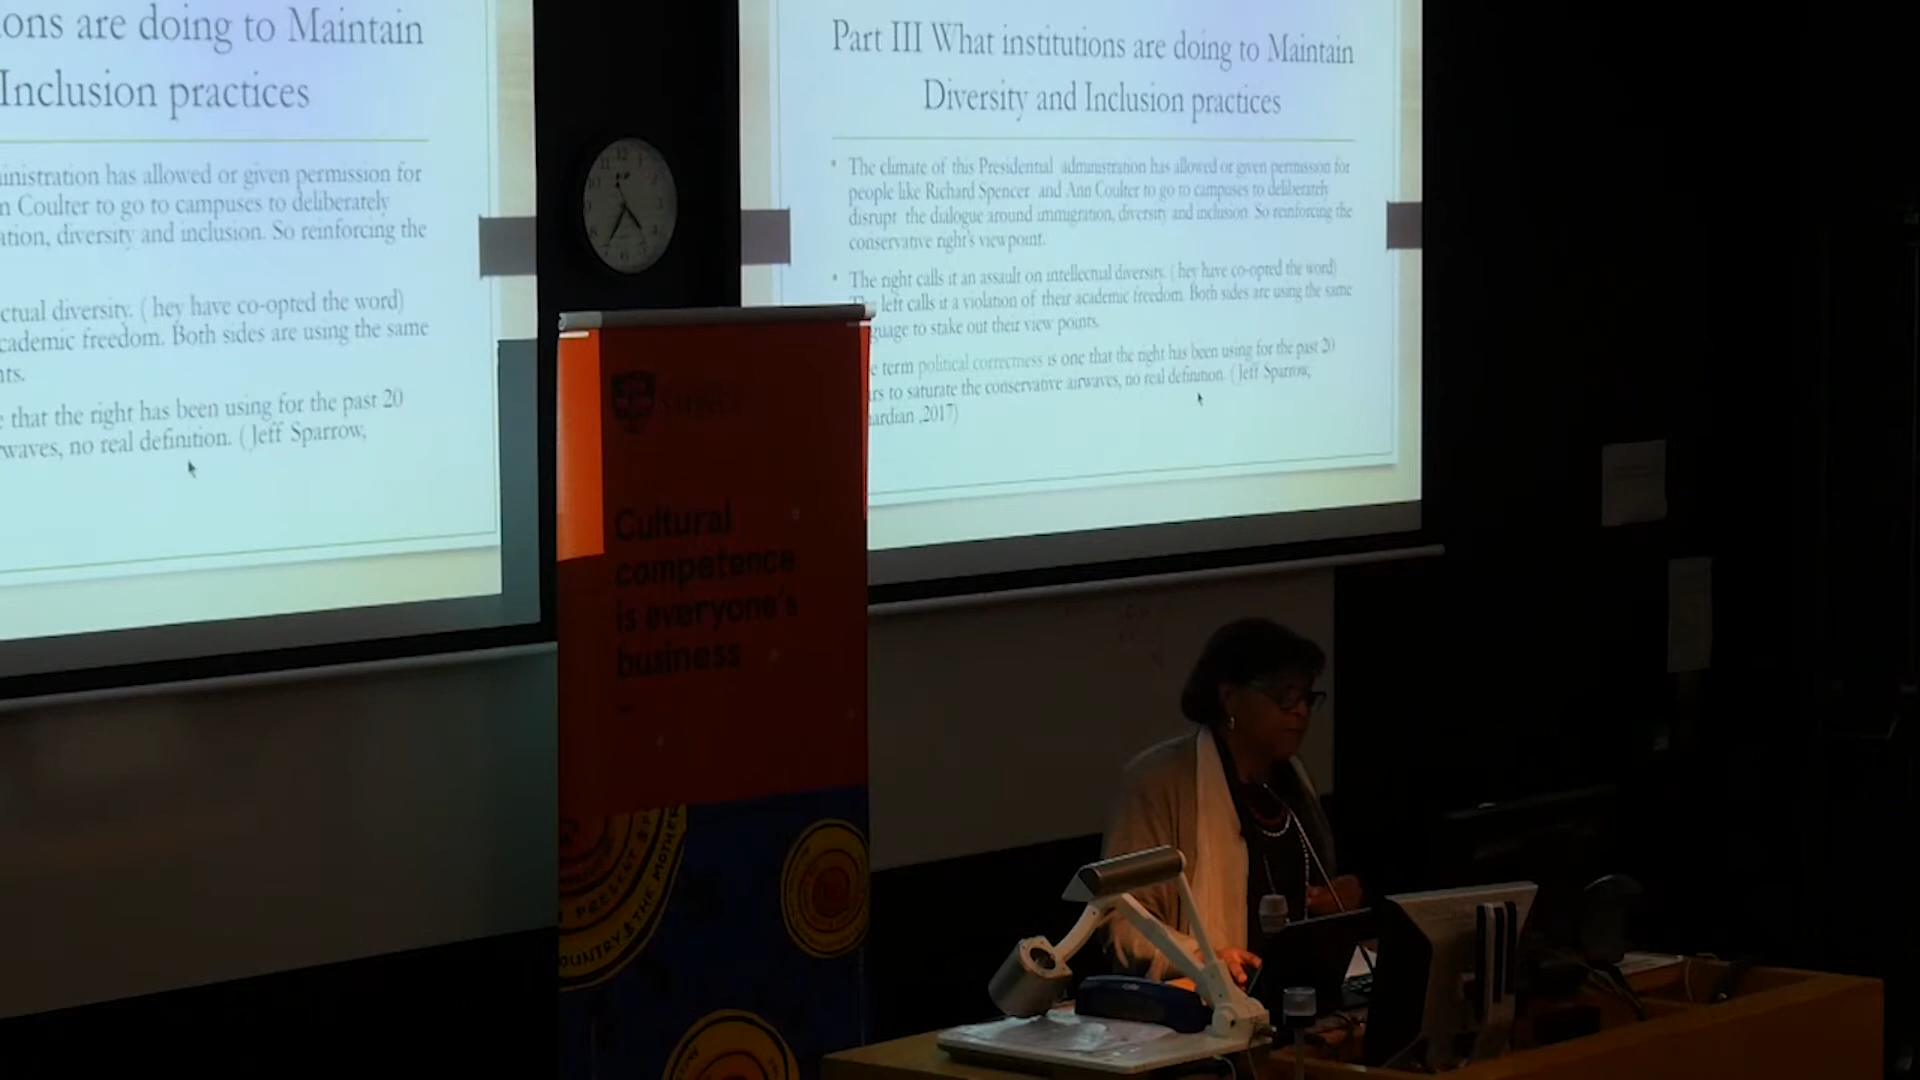 ons are doing to Maintain
Inclusion practices
inistration has allowed or given permission for
n Coulter to go to campuses to deliberately
ation, diversity and inclusion. So reinforcing the
ctual diversity. ( hey have co-opted the word)
cademic freedom. Both sides are using the same
nts.
e that the right has been using for the past 20
waves, no real definition. ( Jeff Sparrow,
Part III What institutions are doing to Maintain
Diversity and Inclusion practices
• The climate of this Presidential administration has allowed or given permission for
people like Richard Spencer and Ann Coulter to go to campuses to deliberately
disrupt the dialogue around immigration, diversity and inclusion. So reinforcing the
conservative right's viewpoint.
• The right calls it an assault on intellectual diversity. ( hey have co-opted the word)
left calls it a violation of their academic freedom. Both sides are using the same
guage to stake out their view points.
e term political correctness is one that the right has been using for the past 20
ars to saturate the conservative airwaves, no real definition. ( Jeff Sparrow,
ardian ,2017)
SYDNEY
Cultural
competence
is everyone's
business
PRESENT &
OUNTRY & THE MOTHER